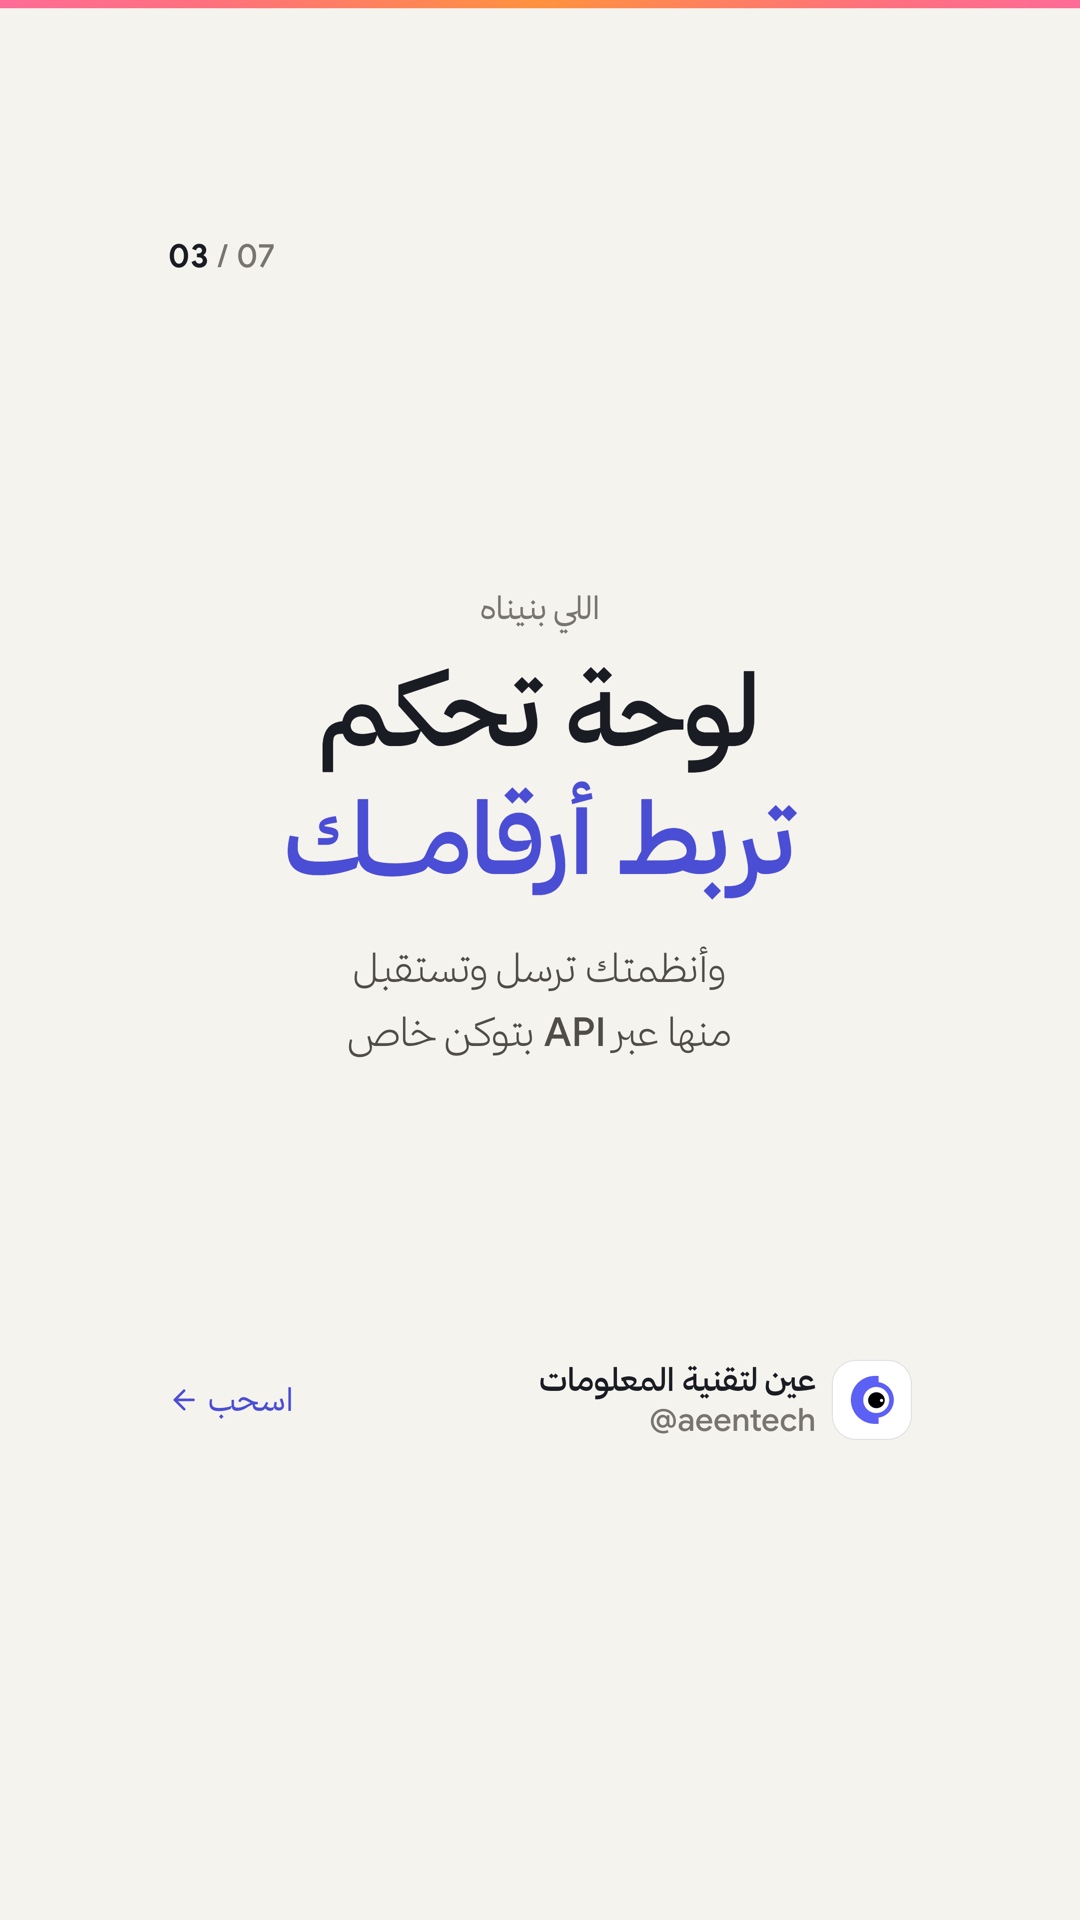 03 / 07
اللي بنيناه
لوحة تحكم
تربط أرقامـك
وأنظمتك ترسل وتستقبل
منها عبر API بتوكن خاص
عين لتقنية المعلومات
@aeentech
اسحب ←